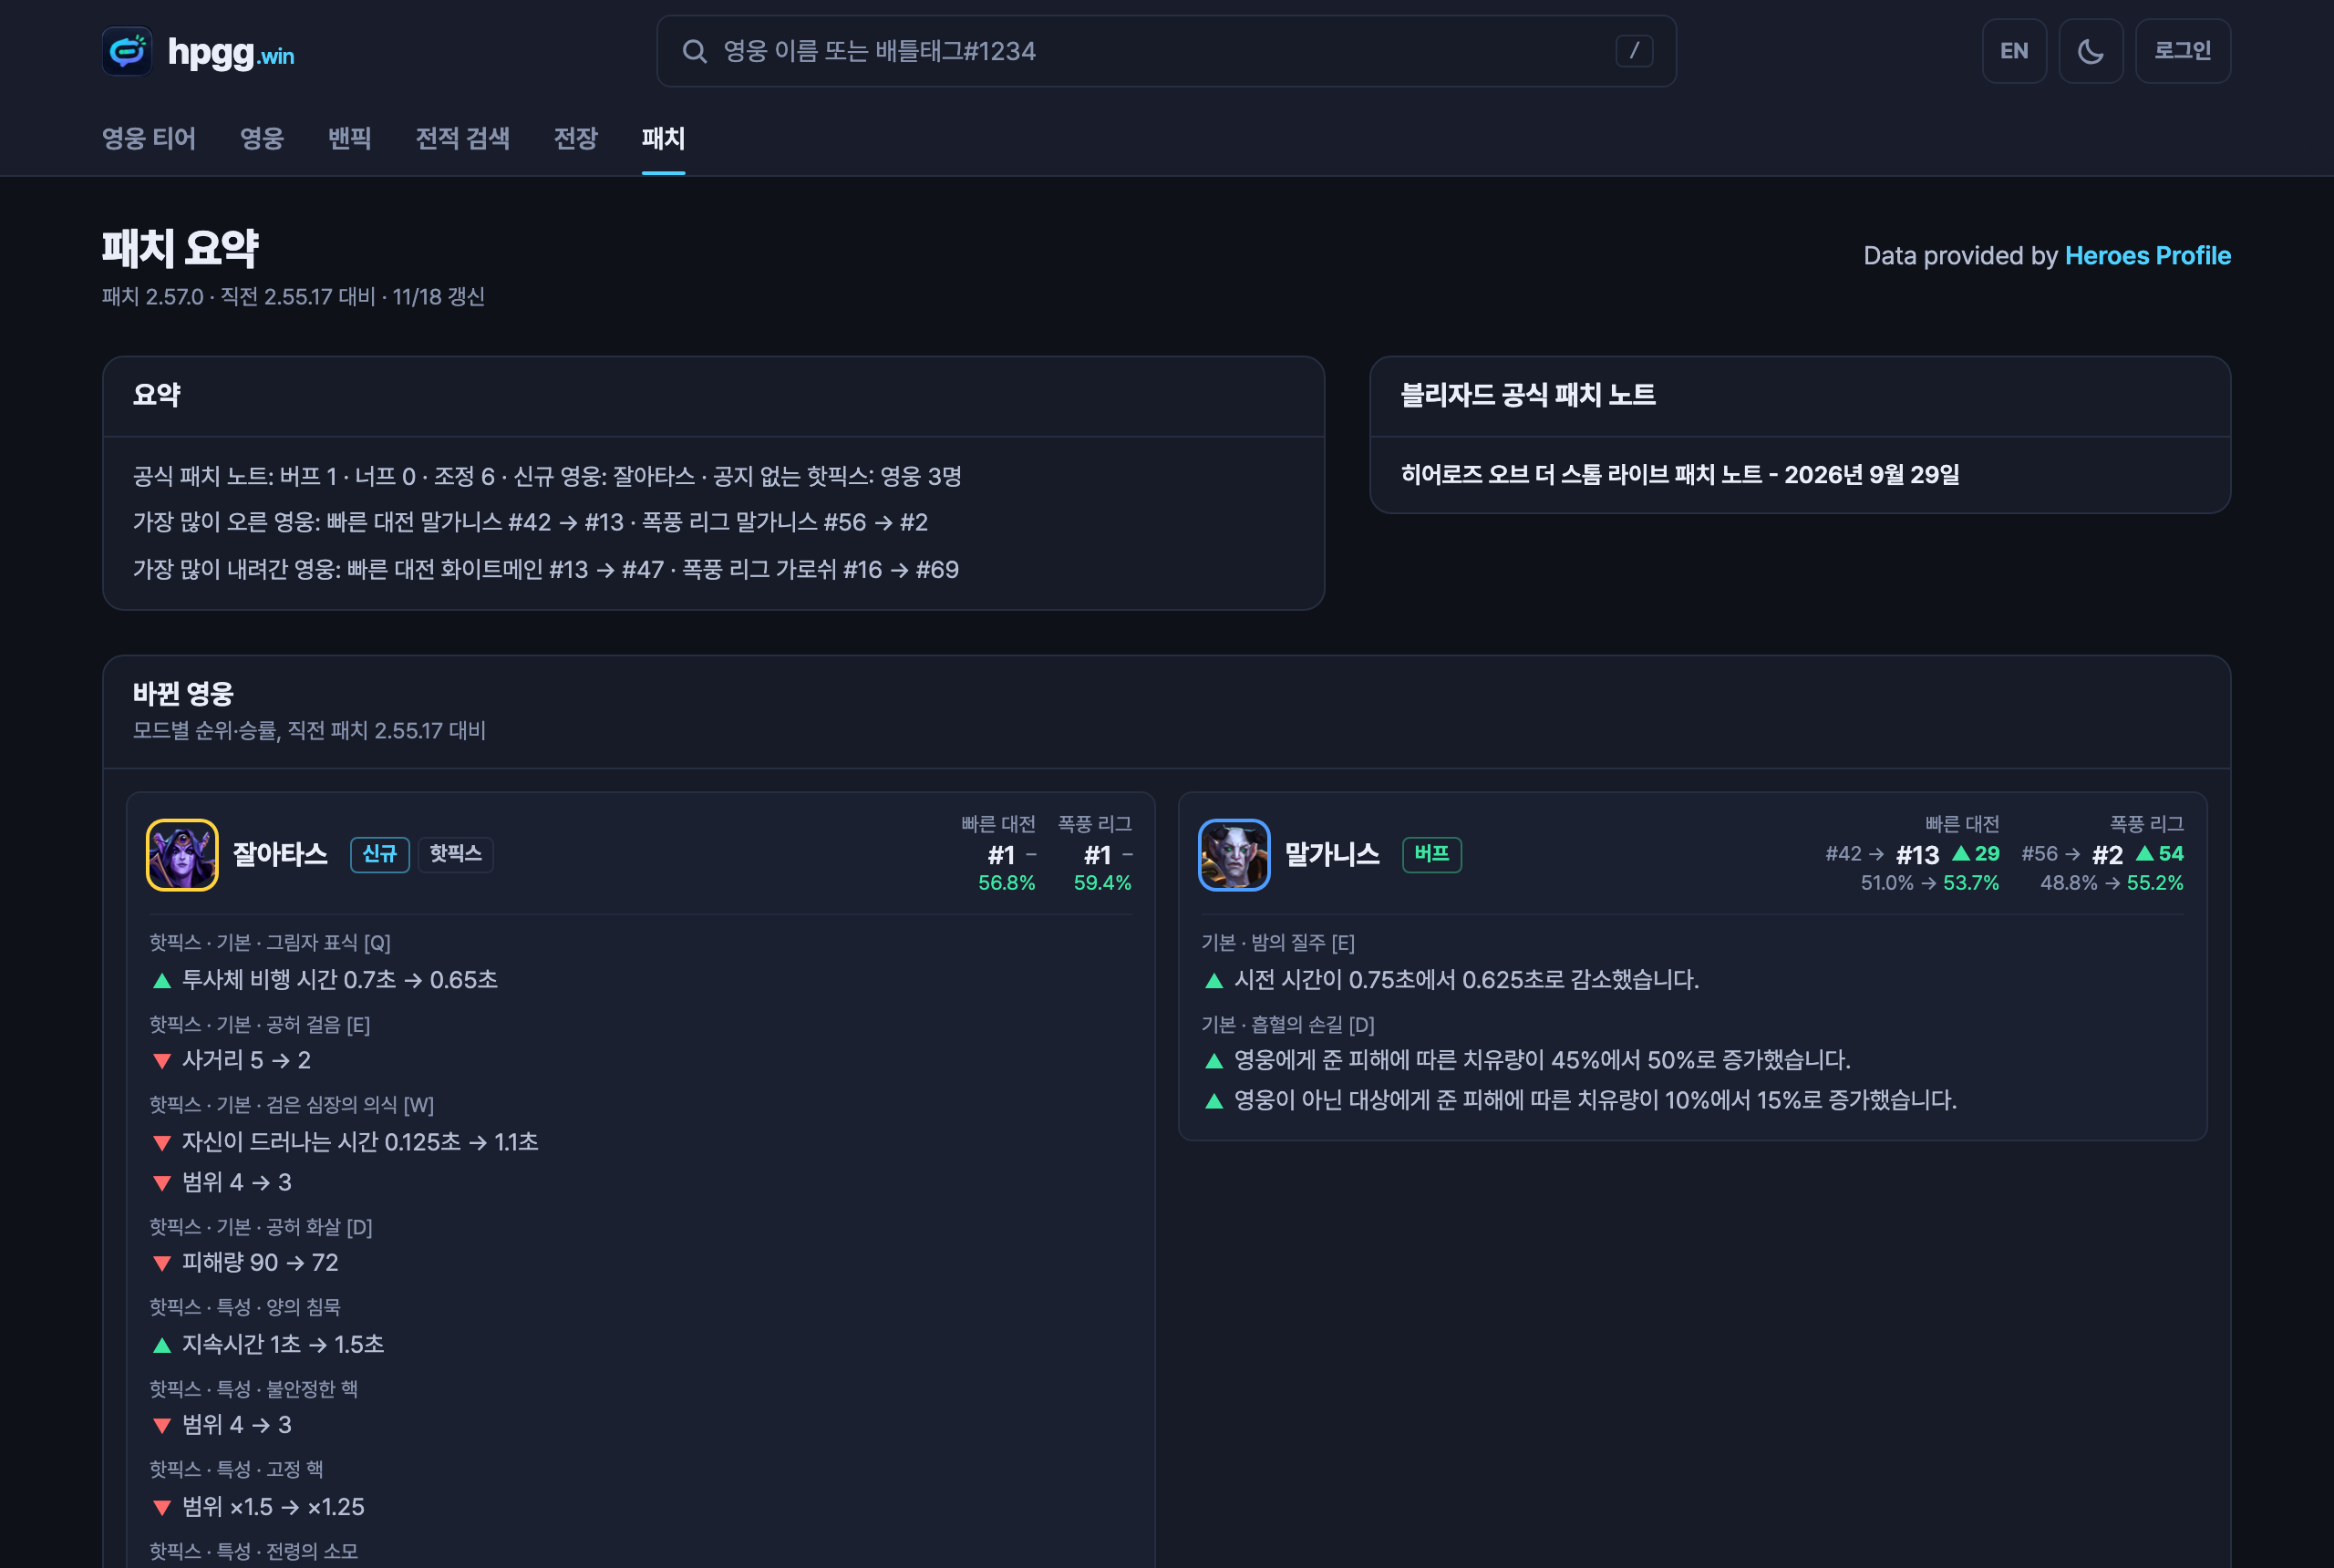 hpgg.win
영웅 이름 또는 배틀태그#1234
/
EN
로그인
영웅 티어
영웅
밴픽
전적 검색
전장
패치
패치 요약
패치 2.57.0 · 직전 2.55.17 대비 · 11/18 갱신
Data provided by Heroes Profile
요약
공식 패치 노트: 버프 1 · 너프 0 · 조정 6 · 신규 영웅: 잘아타스 · 공지 없는 핫픽스: 영웅 3명
가장 많이 오른 영웅: 빠른 대전 말가니스 #42 → #13 · 폭풍 리그 말가니스 #56 → #2
가장 많이 내려간 영웅: 빠른 대전 화이트메인 #13 → #47 · 폭풍 리그 가로쉬 #16 → #69
블리자드 공식 패치 노트
히어로즈 오브 더 스톰 라이브 패치 노트 - 2026년 9월 29일
바뀐 영웅
모드별 순위·승률, 직전 패치 2.55.17 대비
잘아타스
신규
핫픽스
빠른 대전
#1 –
56.8%
폭풍 리그
#1 –
59.4%
핫픽스 · 기본 · 그림자 표식 [Q]
▲ 투사체 비행 시간 0.7초 → 0.65초
핫픽스 · 기본 · 공허 걸음 [E]
▼ 사거리 5 → 2
핫픽스 · 기본 · 검은 심장의 의식 [W]
▼ 자신이 드러나는 시간 0.125초 → 1.1초
▼ 범위 4 → 3
핫픽스 · 기본 · 공허 화살 [D]
▼ 피해량 90 → 72
핫픽스 · 특성 · 양의 침묵
▲ 지속시간 1초 → 1.5초
핫픽스 · 특성 · 불안정한 핵
▼ 범위 4 → 3
핫픽스 · 특성 · 고정 핵
▼ 범위 ×1.5 → ×1.25
핫픽스 · 특성 · 전령의 소모
말가니스
버프
빠른 대전
#42 → #13 ▲29
51.0% → 53.7%
폭풍 리그
#56 → #2 ▲54
48.8% → 55.2%
기본 · 밤의 질주 [E]
▲ 시전 시간이 0.75초에서 0.625초로 감소했습니다.
기본 · 흡혈의 손길 [D]
▲ 영웅에게 준 피해에 따른 치유량이 45%에서 50%로 증가했습니다.
▲ 영웅이 아닌 대상에게 준 피해에 따른 치유량이 10%에서 15%로 증가했습니다.